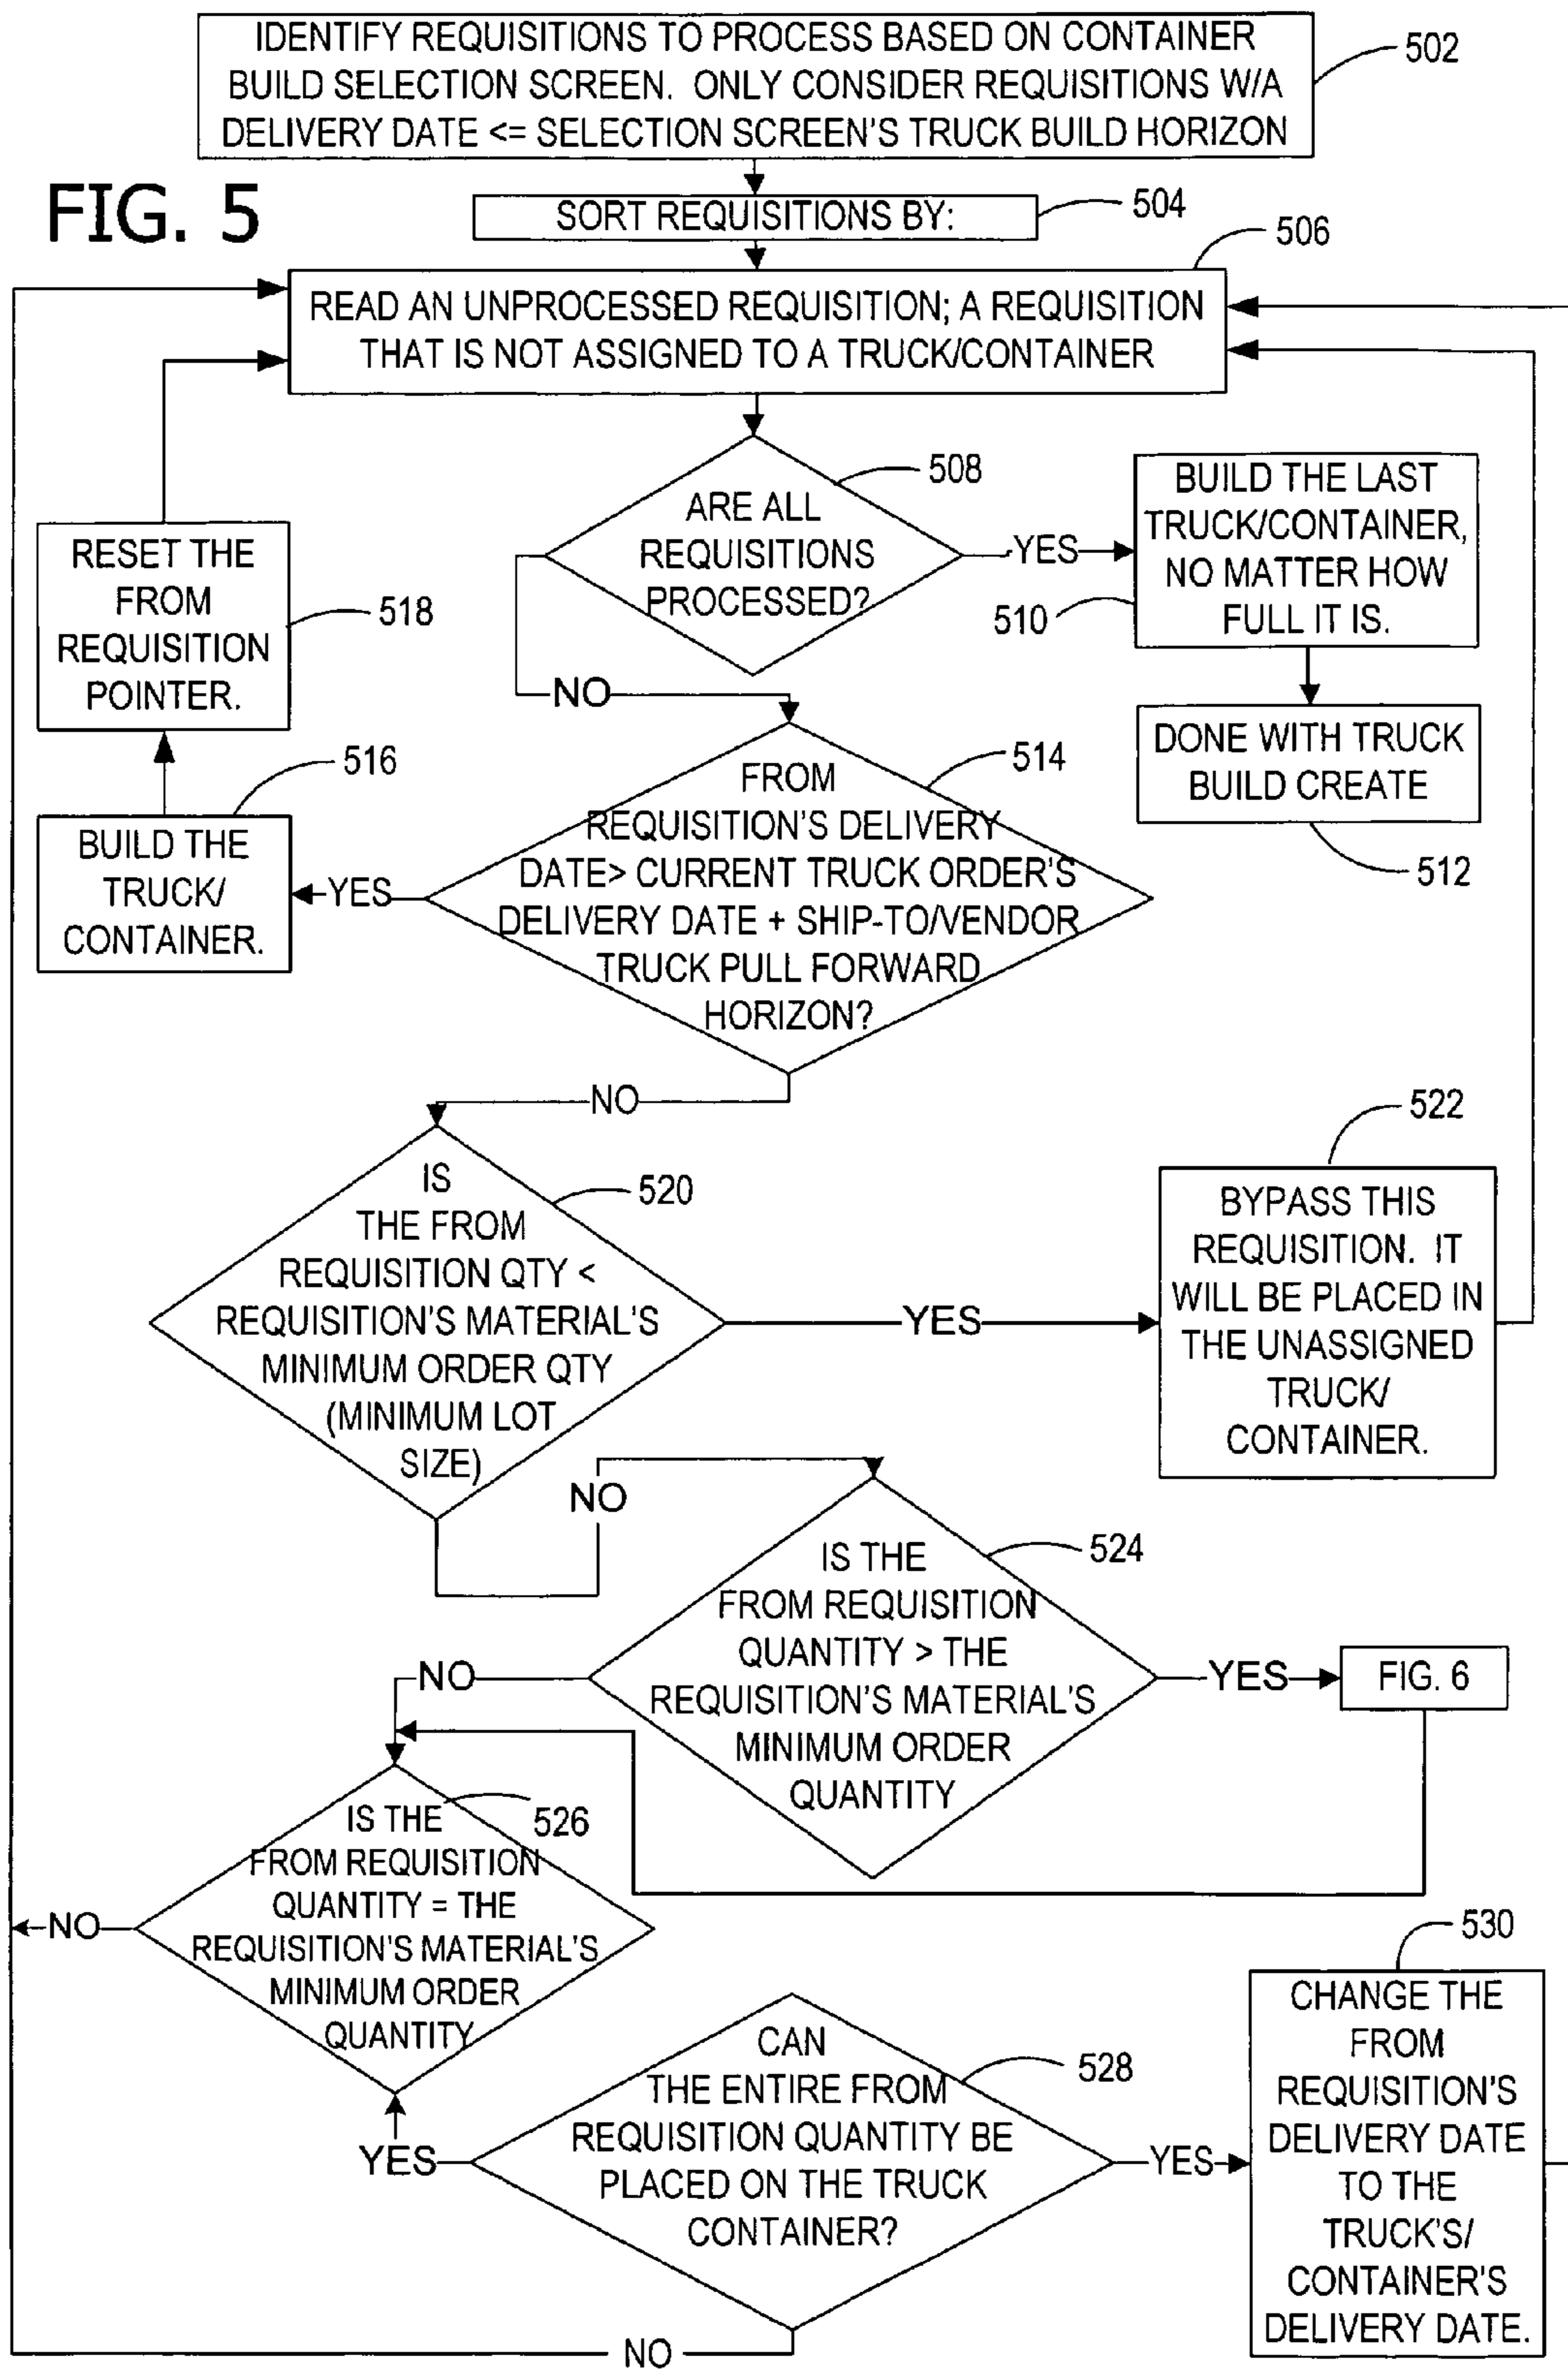 IDENTIFY REQUISITIONS TO PROCESS BASED ON CONTAINER
BUILD SELECTION SCREEN. ONLY CONSIDER REQUISITIONS W/A
DELIVERY DATE <= SELECTION SCREEN'S TRUCK BUILD HORIZON
502
FIG. 5
SORT REQUISITIONS BY:
504
506
READ AN UNPROCESSED REQUISITION; A REQUISITION
THAT IS NOT ASSIGNED TO A TRUCK/CONTAINER
508
ARE ALL
REQUISITIONS
PROCESSED?
YES
BUILD THE LAST
TRUCK/CONTAINER,
NO MATTER HOW
FULL IT IS.
510
RESET THE
FROM
REQUISITION
POINTER.
518
NO
DONE WITH TRUCK
BUILD CREATE
512
516
BUILD THE
TRUCK/
CONTAINER.
YES
514
FROM
REQUISITION'S DELIVERY
DATE> CURRENT TRUCK ORDER'S
DELIVERY DATE + SHIP-TO/VENDOR
TRUCK PULL FORWARD
HORIZON?
NO
520
IS
THE FROM
REQUISITION QTY <
REQUISITION'S MATERIAL'S
MINIMUM ORDER QTY
(MINIMUM LOT
SIZE)
YES
522
BYPASS THIS
REQUISITION. IT
WILL BE PLACED IN
THE UNASSIGNED
TRUCK/
CONTAINER.
NO
524
IS THE
FROM REQUISITION
QUANTITY > THE
REQUISITION'S MATERIAL'S
MINIMUM ORDER
QUANTITY
YES
FIG. 6
NO
526
IS THE
FROM REQUISITION
QUANTITY = THE
REQUISITION'S MATERIAL'S
MINIMUM ORDER
QUANTITY
NO
YES
528
CAN
THE ENTIRE FROM
REQUISITION QUANTITY BE
PLACED ON THE TRUCK
CONTAINER?
YES
530
CHANGE THE
FROM
REQUISITION'S
DELIVERY DATE
TO THE
TRUCK'S/
CONTAINER'S
DELIVERY DATE.
NO